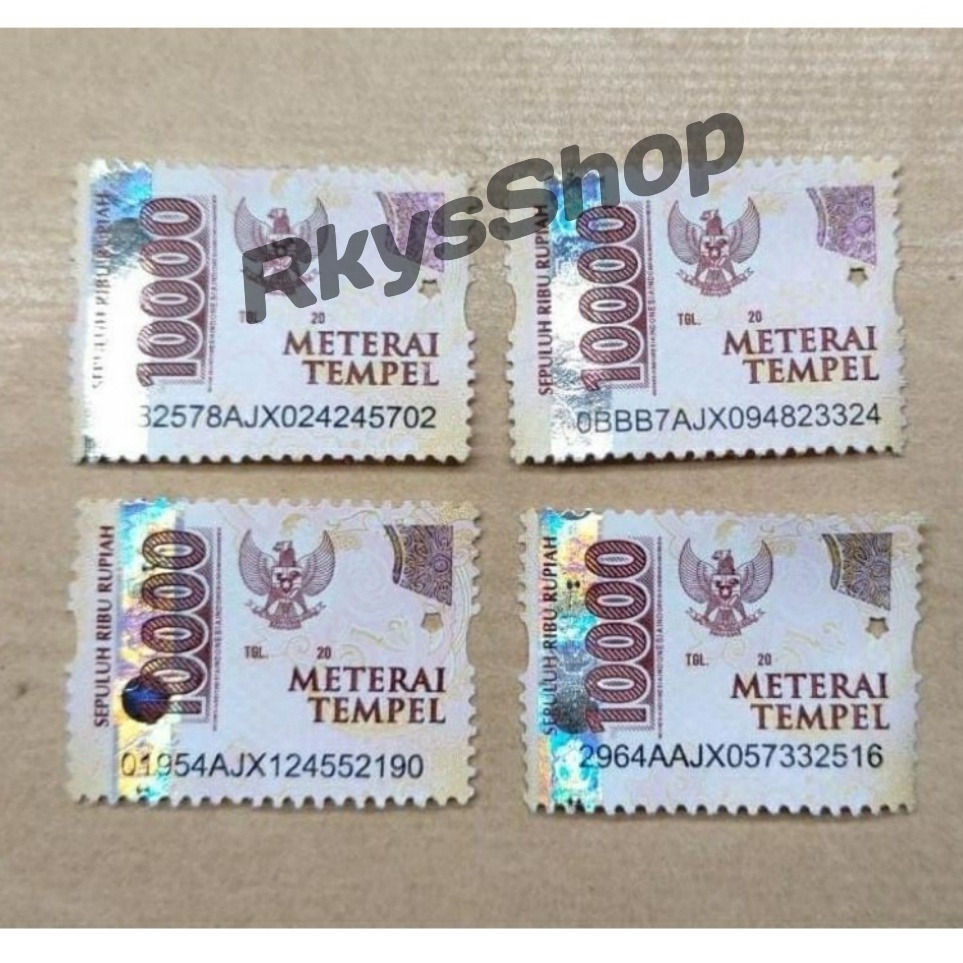 RkysShop
SEPULUH RIBU RUPIAH
10000
TGL. 20
METERAI
TEMPEL
82578AJX024245702
SEPULUH RIBU RUPIAH
10000
TGL. 20
METERAI
TEMPEL
0BBB7AJX094823324
SEPULUH RIBU RUPIAH
10000
TGL. 20
METERAI
TEMPEL
01954AJX124552190
SEPULUH RIBU RUPIAH
10000
TGL. 20
METERAI
TEMPEL
2964AAJX057332516